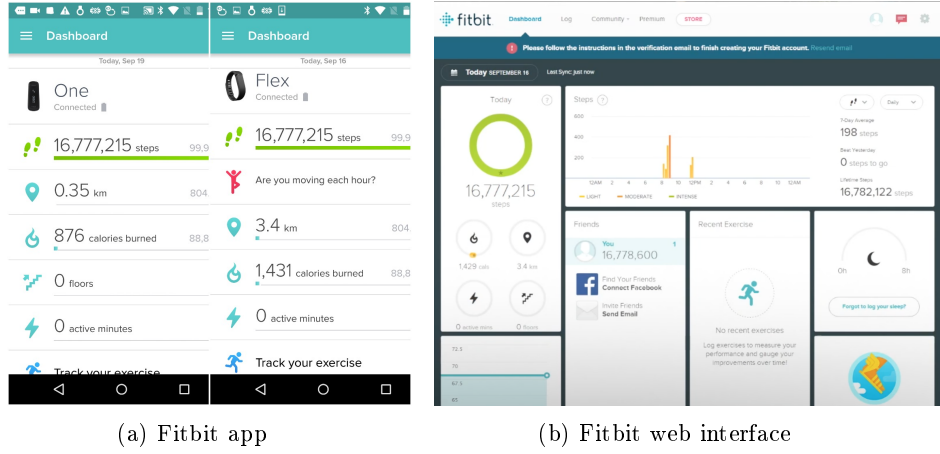 Dashboard
Today, Sep 19
One
Connected
16,777,215 steps 99,9
0.35 km 804.
876 calories burned 88,8
0 floors
0 active minutes
Track your exercise
Dashboard
Today, Sep 16
Flex
Connected
16,777,215 steps 99,9
Are you moving each hour?
3.4 km 804.
1,431 calories burned 88,8
0 active minutes
Track your exercise
(a) Fitbit app
fitbit Dashboard Log Community Premium STORE
Please follow the instructions in the verification email to finish creating your Fitbit account. Resend email
Today SEPTEMBER 16 Last Sync: just now
Today ?
16,777,215
steps
1,429 cals 3.4 km
0 active mins 0 floors
Steps ?
Daily
600
400
200
12AM 2 4 6 8 10 12PM 2 4 6 8 10 12AM
LIGHT MODERATE INTENSE
7-Day Average
198 steps
Beat Yesterday
0 steps to go
Lifetime Steps
16,782,122 steps
Friends
You 1
16,778,600
Find Your Friends
Connect Facebook
Invite Friends
Send Email
Recent Exercise
No recent exercises
Log exercises to measure your
performance and gauge your
improvements over time!
0h 8h
Forgot to log your sleep?
72.5
70
67.5
65
(b) Fitbit web interface